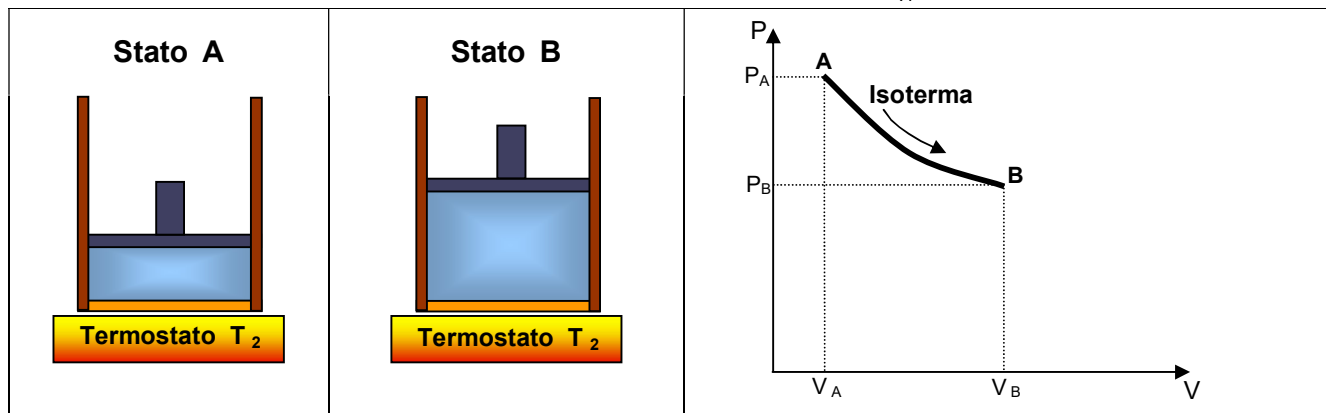 Stato A
Termostato T 2
Stato B
Termostato T 2
P
A
P A
Isoterma
P B
B
V A
V B
V